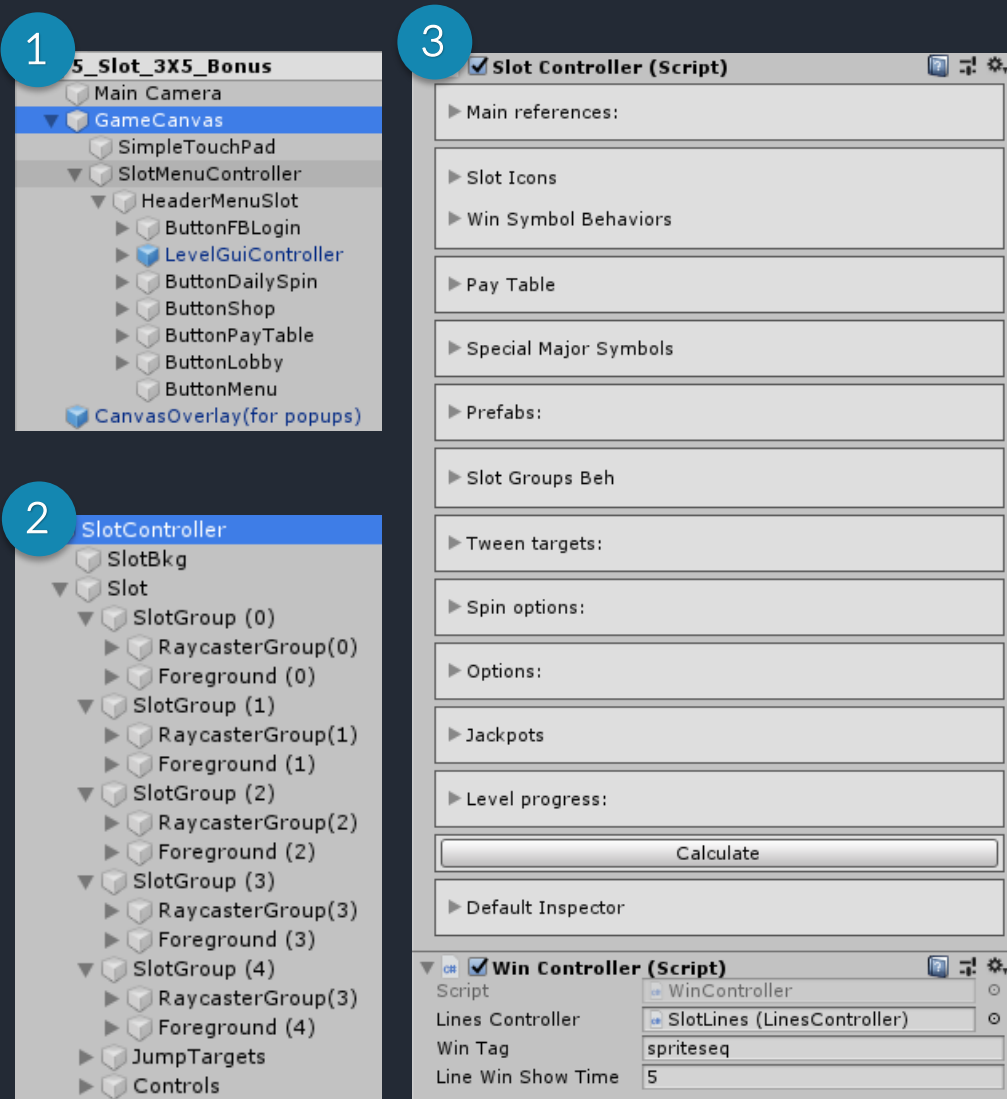 1
5_Slot_3X5_Bonus
Main Camera
GameCanvas
SimpleTouchPad
SlotMenuController
HeaderMenuSlot
ButtonFBLogin
LevelGuiController
ButtonDailySpin
ButtonShop
ButtonPayTable
ButtonLobby
ButtonMenu
CanvasOverlay(for popups)
2
SlotController
SlotBkg
Slot
SlotGroup (0)
RaycasterGroup(0)
Foreground (0)
SlotGroup (1)
RaycasterGroup(1)
Foreground (1)
SlotGroup (2)
RaycasterGroup(2)
Foreground (2)
SlotGroup (3)
RaycasterGroup(3)
Foreground (3)
SlotGroup (4)
RaycasterGroup(3)
Foreground (4)
JumpTargets
Controls
3
Slot Controller (Script)
Main references:
Slot Icons
Win Symbol Behaviors
Pay Table
Special Major Symbols
Prefabs:
Slot Groups Beh
Tween targets:
Spin options:
Options:
Jackpots
Level progress:
Calculate
Default Inspector
c# Win Controller (Script)
Script WinController
Lines Controller SlotLines (LinesController)
Win Tag spriteseq
Line Win Show Time 5